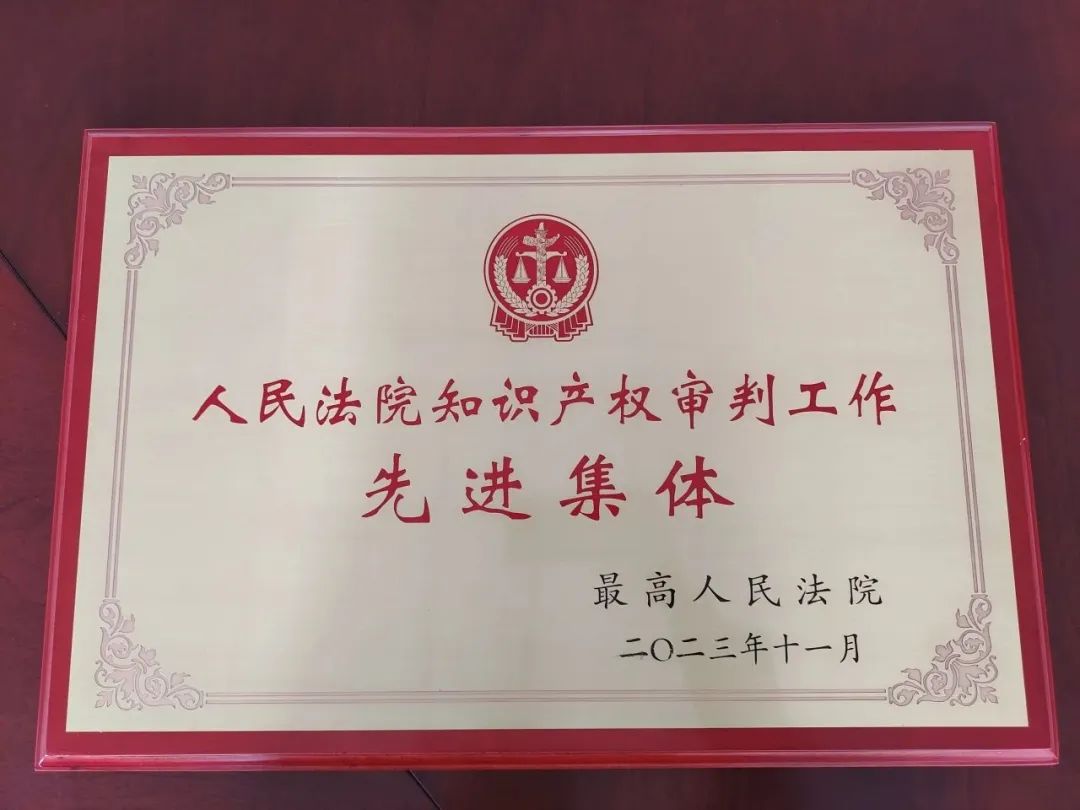 人民法院知识产权审判工作
先进集体
最高人民法院
二〇二三年十一月